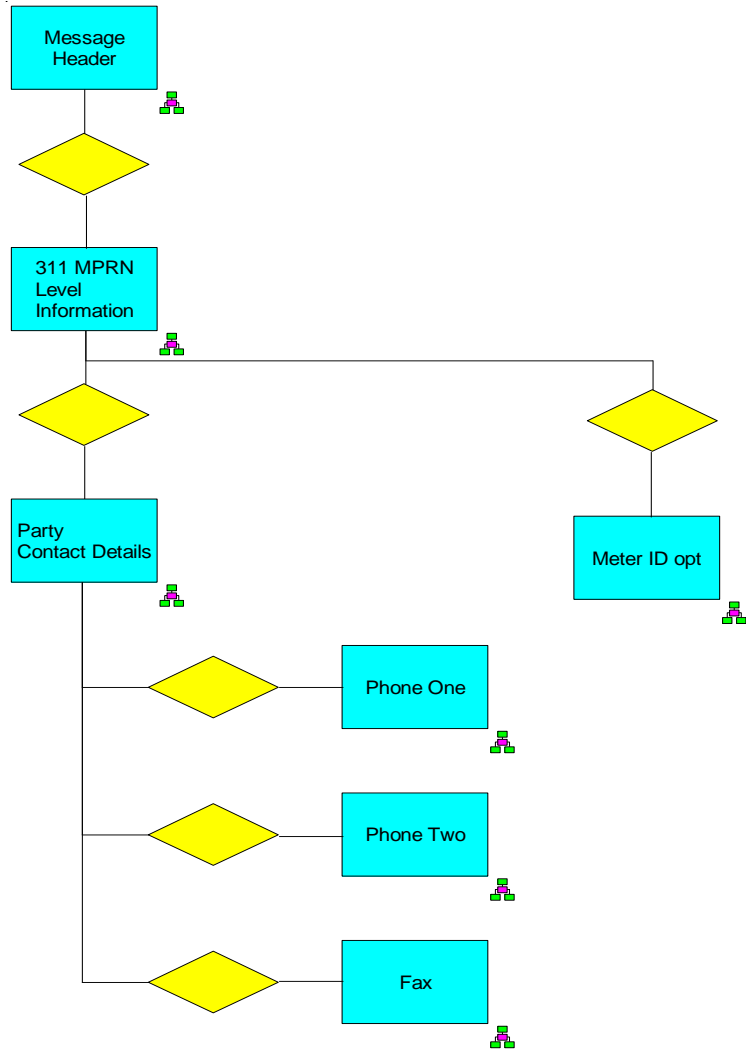 Message
Header
311 MPRN
Level
Information
Party
Contact Details
Meter ID opt
Phone One
Phone Two
Fax